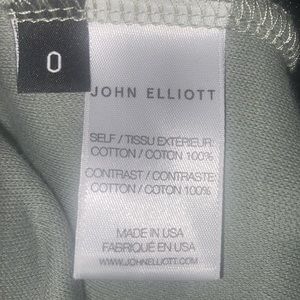 0
JOHN ELLIOTT
SELF / TISSU EXTÉRIEUR:
COTTON / COTON 100%
CONTRAST / CONTRASTE:
COTTON / COTON 100%
MADE IN USA
FABRIQUÉ EN USA
WWW.JOHNELLIOTT.COM